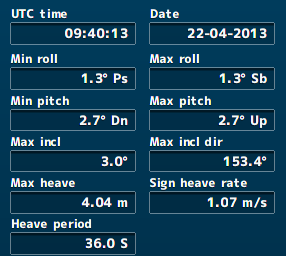 UTC time Date
09:40:13 22-04-2013
Min roll Max roll
1.3° Ps 1.3° Sb
Min pitch Max pitch
2.7° Dn 2.7° Up
Max incl Max incl dir
3.0° 153.4°
Max heave Sign heave rate
4.04 m 1.07 m/s
Heave period
36.0 S